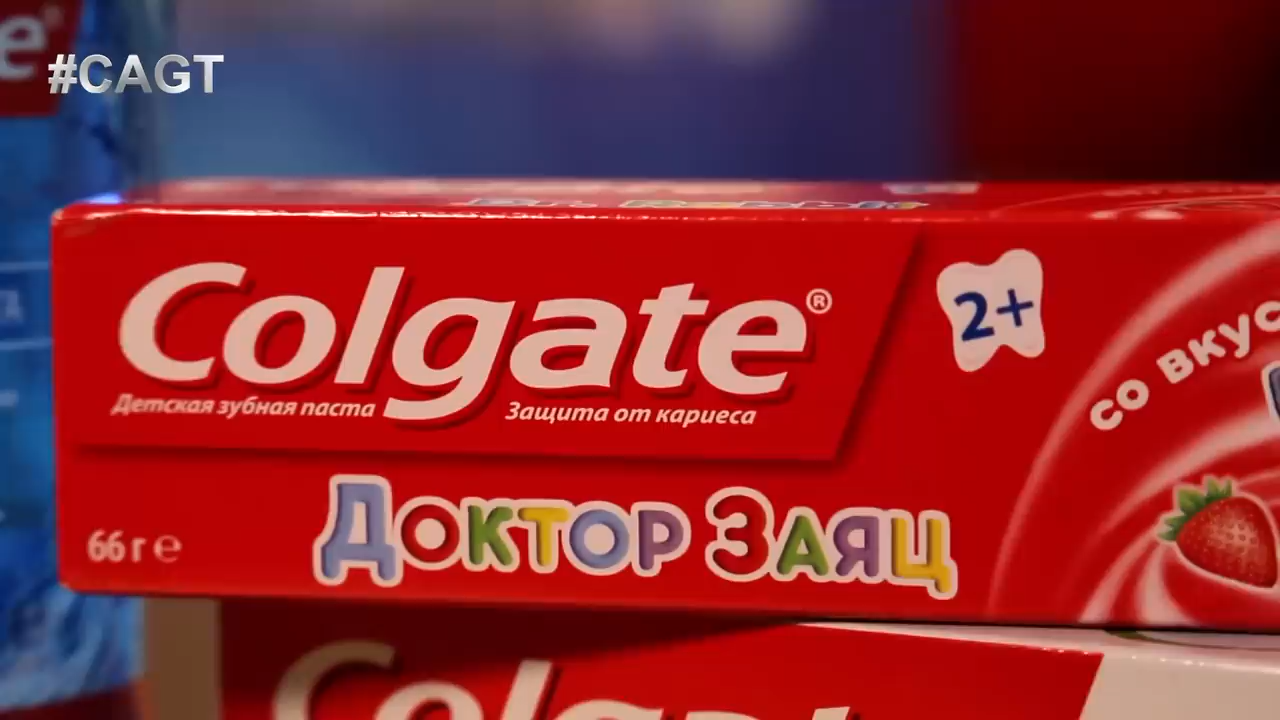 #CAGT
Colgate®
Детская зубная паста
Защита от кариеса
2+
со вкус
Доктор Заяц
66 г ℮
Colgate